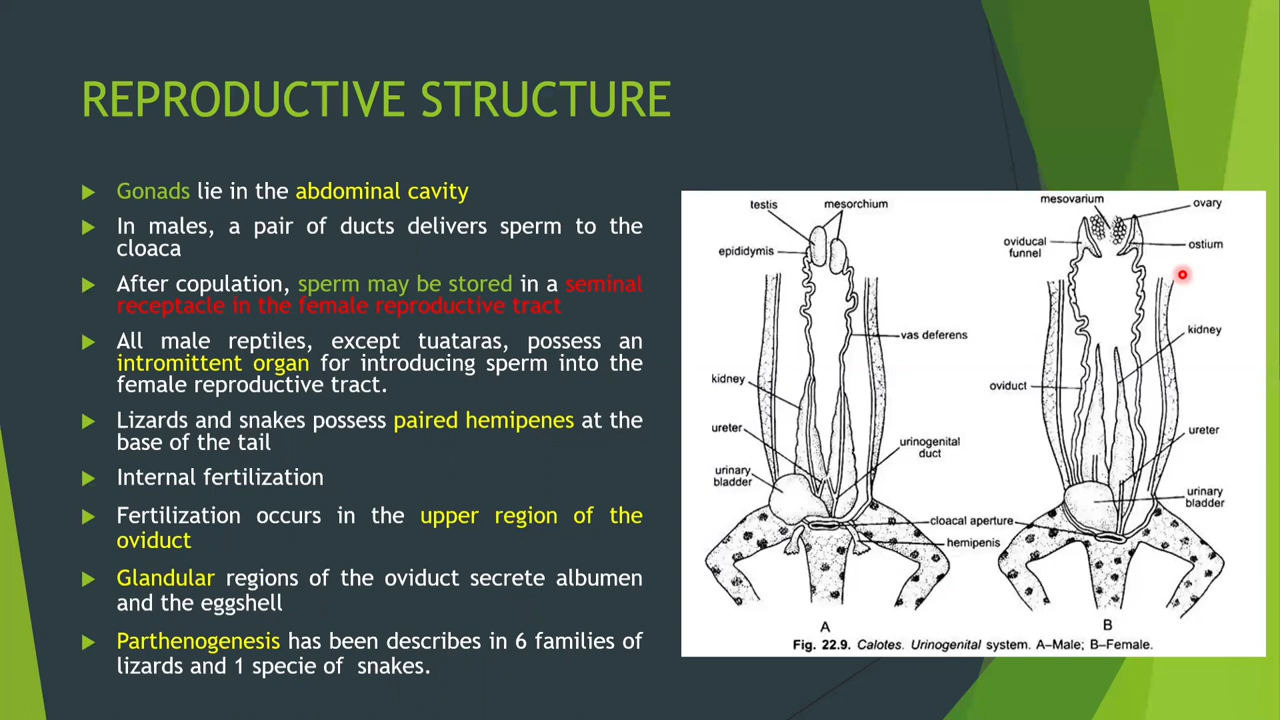 REPRODUCTIVE STRUCTURE
Gonads lie in the abdominal cavity
In males, a pair of ducts delivers sperm to the
cloaca
After copulation, sperm may be stored in a seminal
receptacle in the female reproductive tract
All male reptiles, except tuataras, possess an
intromittent organ for introducing sperm into the
female reproductive tract.
Lizards and snakes possess paired hemipenes at the
base of the tail
Internal fertilization
Fertilization occurs in the upper region of the
oviduct
Glandular regions of the oviduct secrete albumen
and the eggshell
Parthenogenesis has been describes in 6 families of
lizards and 1 specie of snakes.
testis
mesorchium
epididymis
vas deferens
kidney
ureter
urinogenital
duct
urinary
bladder
cloacal aperture
hemipenis
A
mesovarium
ovary
oviducal
funnel
ostium
kidney
oviduct
ureter
urinary
bladder
B
Fig. 22.9. Calotes. Urinogenital system. A–Male; B–Female.